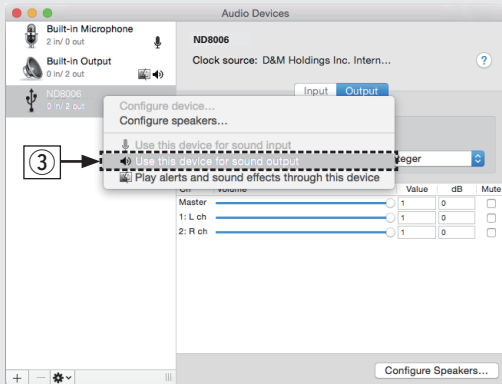 Audio Devices
Built-in Microphone
2 in/ 0 out
Built-in Output
0 in/ 2 out
ND8006
0 in/ 2 out
ND8006
Clock source: D&M Holdings Inc. Intern...
?
Input Output
Configure device...
Configure speakers...
Use this device for sound input
③ Use this device for sound output
Play alerts and sound effects through this device
teger
Ch Volume Value dB Mute
Master 1 0
1: L ch 1 0
2: R ch 1 0
+ −
Configure Speakers...